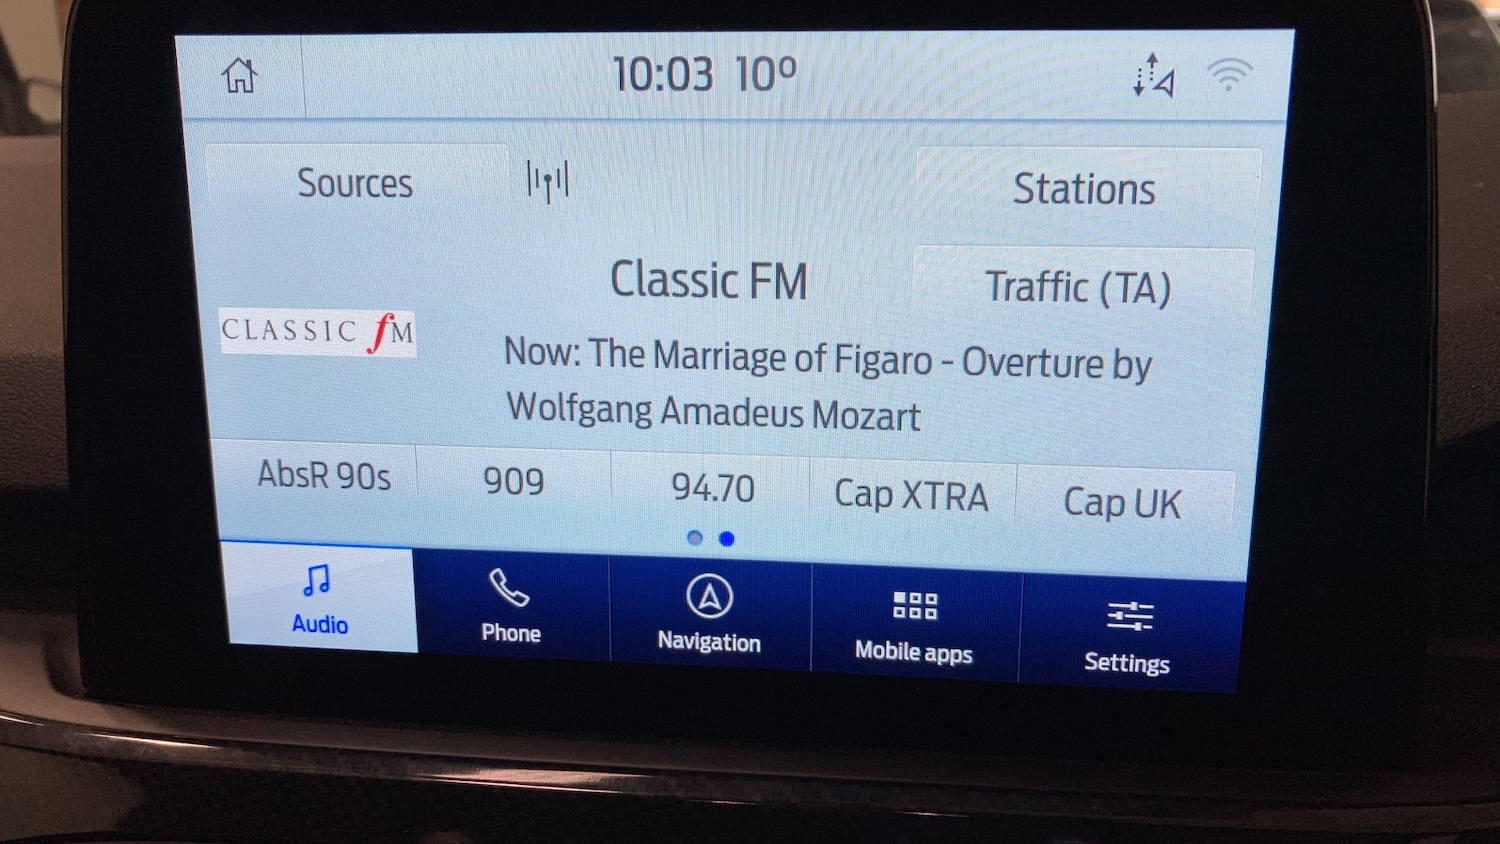 10:03 10°
Sources
Stations
Classic FM
Traffic (TA)
CLASSIC fM
Now: The Marriage of Figaro - Overture by
Wolfgang Amadeus Mozart
AbsR 90s
909
94.70
Cap XTRA
Cap UK
Audio
Phone
Navigation
Mobile apps
Settings